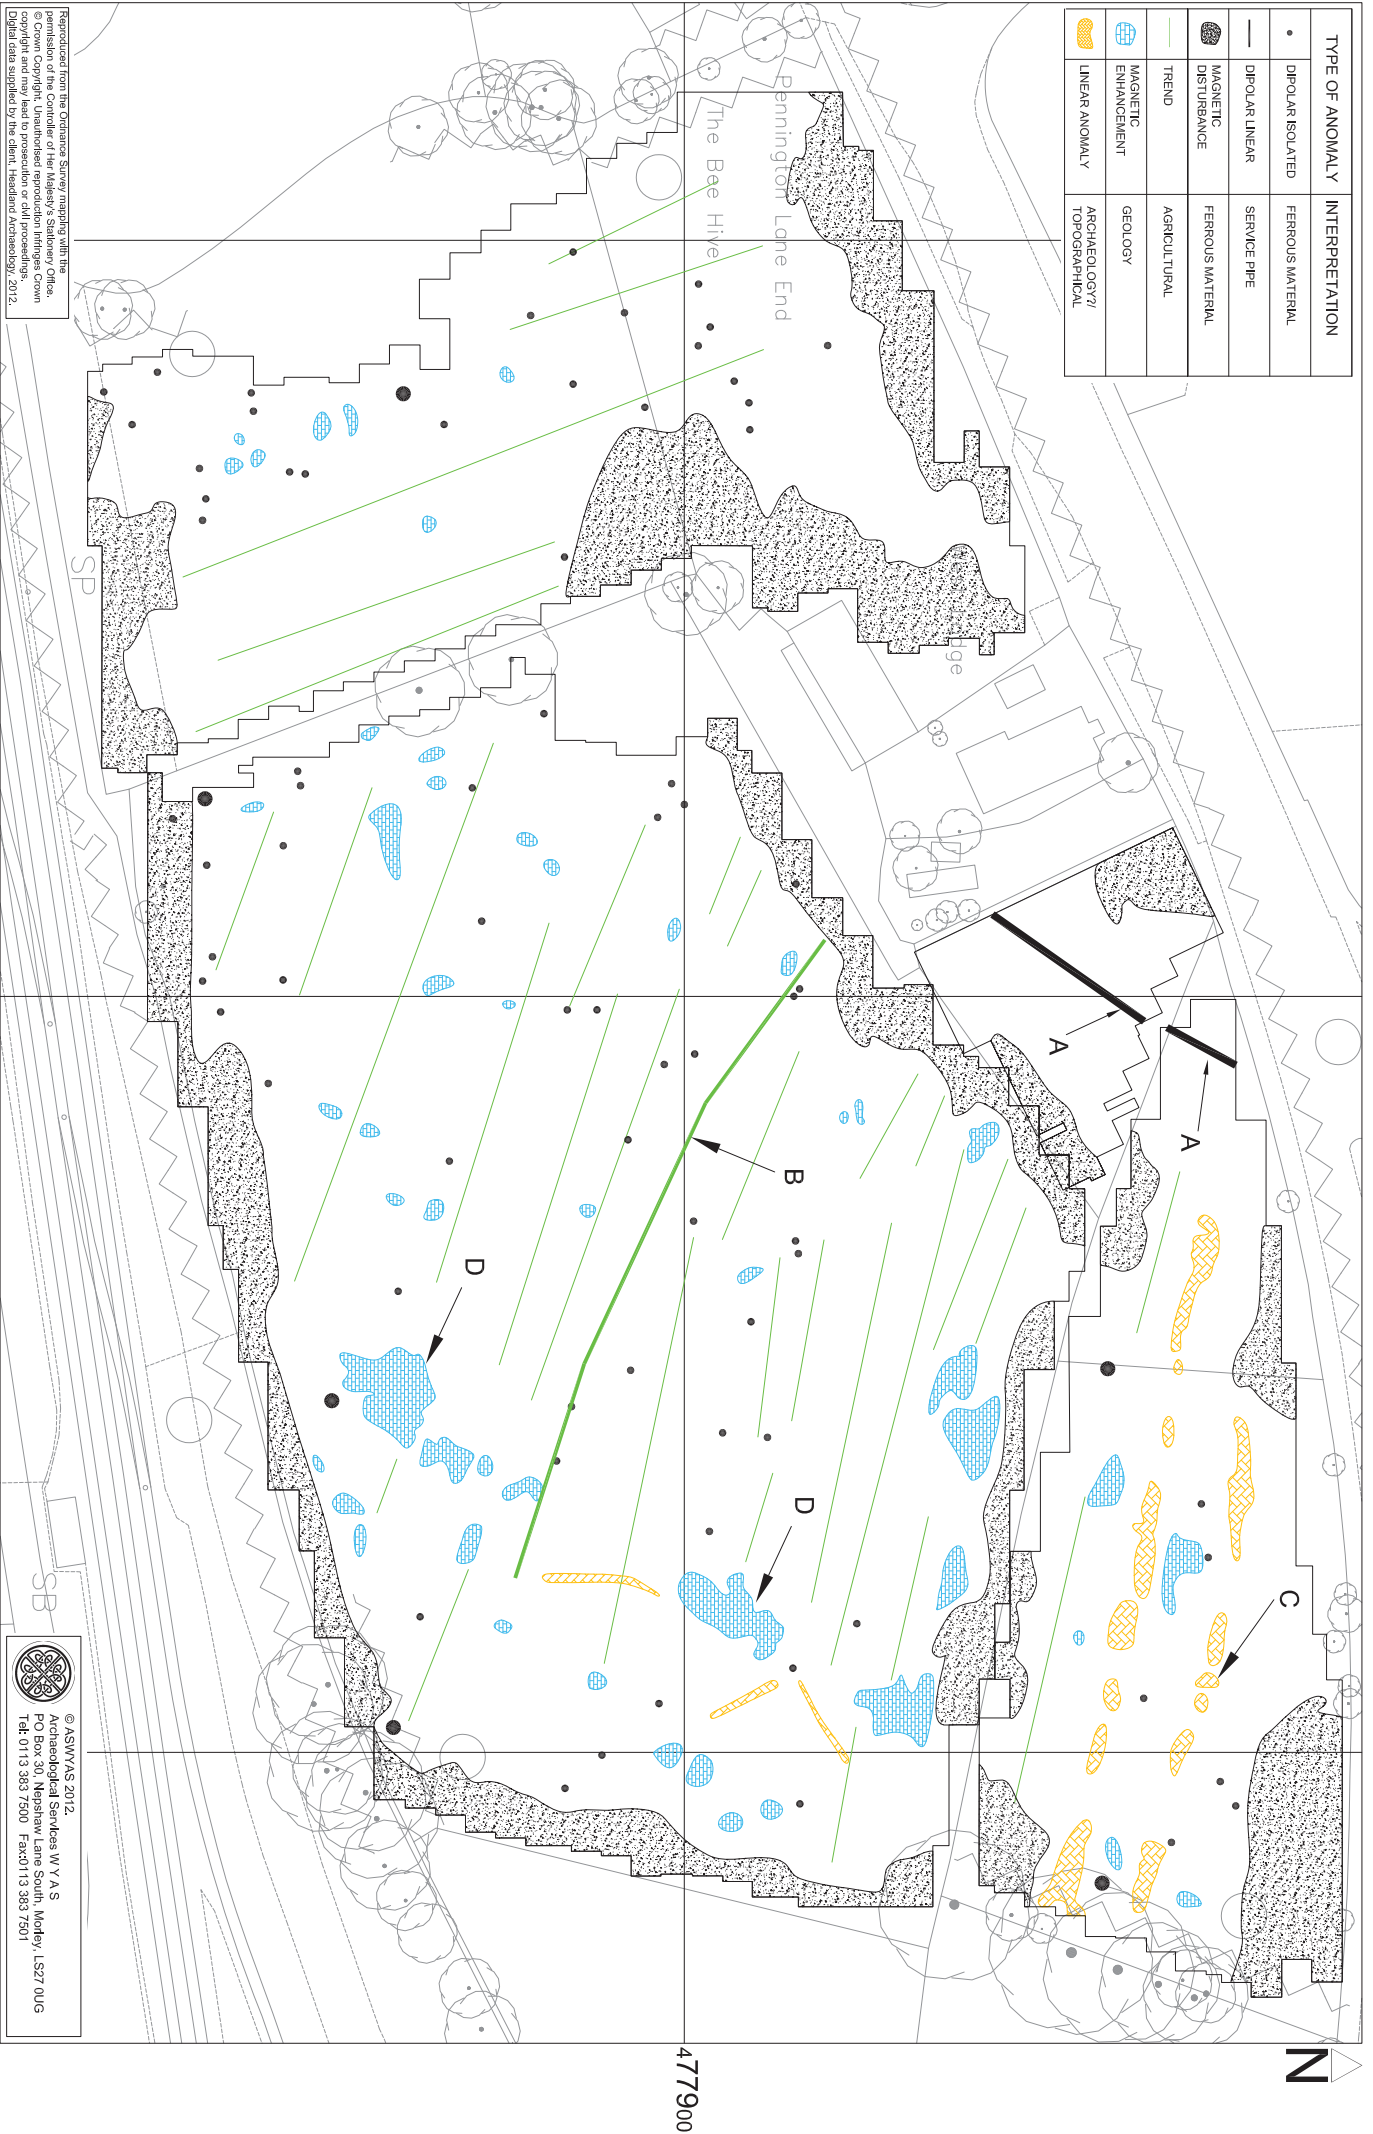 TYPE OF ANOMALY INTERPRETATION
DIPOLAR ISOLATED FERROUS MATERIAL
DIPOLAR LINEAR SERVICE PIPE
MAGNETIC
DISTURBANCE FERROUS MATERIAL
TREND AGRICULTURAL
MAGNETIC
ENHANCEMENT GEOLOGY
LINEAR ANOMALY ARCHAEOLOGY?/
TOPOGRAPHICAL
Pennington Lane End
The Bee Hive
dge
SP
SB
A
A
B
C
D
D
N
477900
Reproduced from the Ordnance Survey mapping with the
permission of the Controller of Her Majesty's Stationery Office.
© Crown Copyright. Unauthorised reproduction infringes Crown
copyright and may lead to prosecution or civil proceedings.
Digital data supplied by the client, Headland Archaeology, 2012.
© ASWYAS 2012.
Archaeological Services W Y A S
PO Box 30, Nepshaw Lane South, Morley, LS27 0UG
Tel: 0113 383 7500 Fax:0113 383 7501